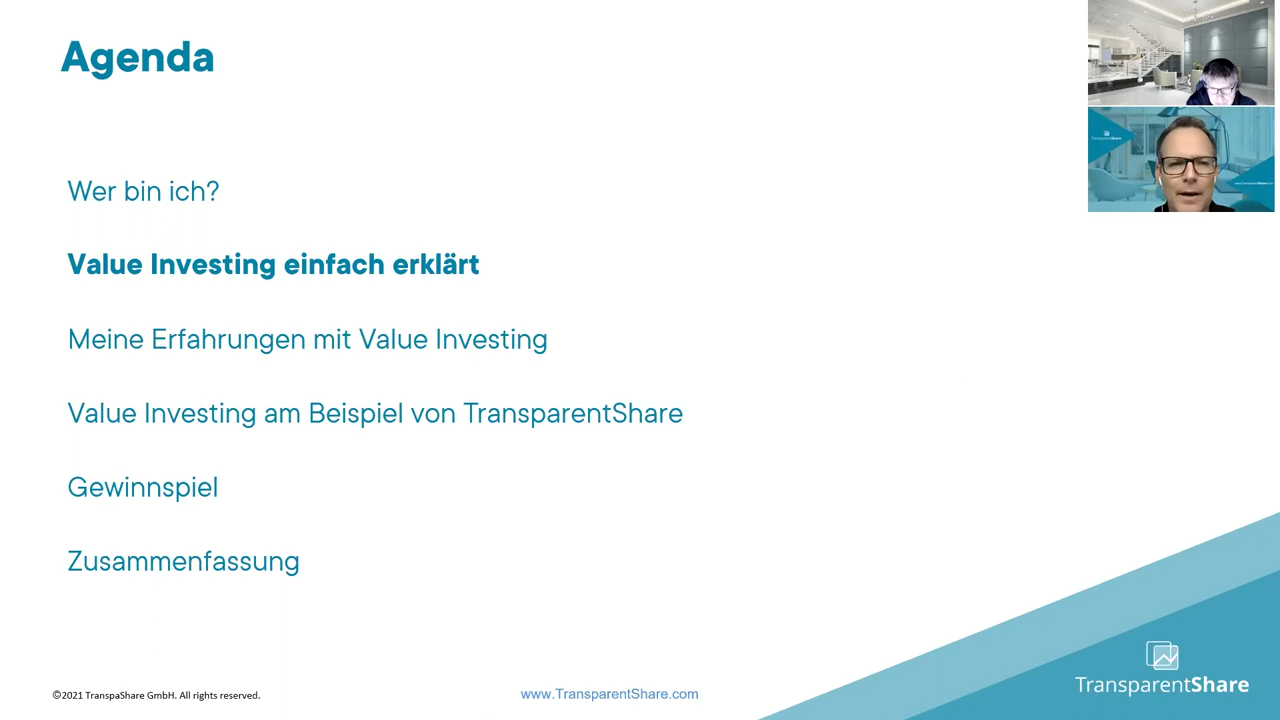 Agenda
Wer bin ich?
Value Investing einfach erklärt
Meine Erfahrungen mit Value Investing
Value Investing am Beispiel von TransparentShare
Gewinnspiel
Zusammenfassung
©2021 TranspaShare GmbH. All rights reserved.
www.TransparentShare.com
TransparentShare